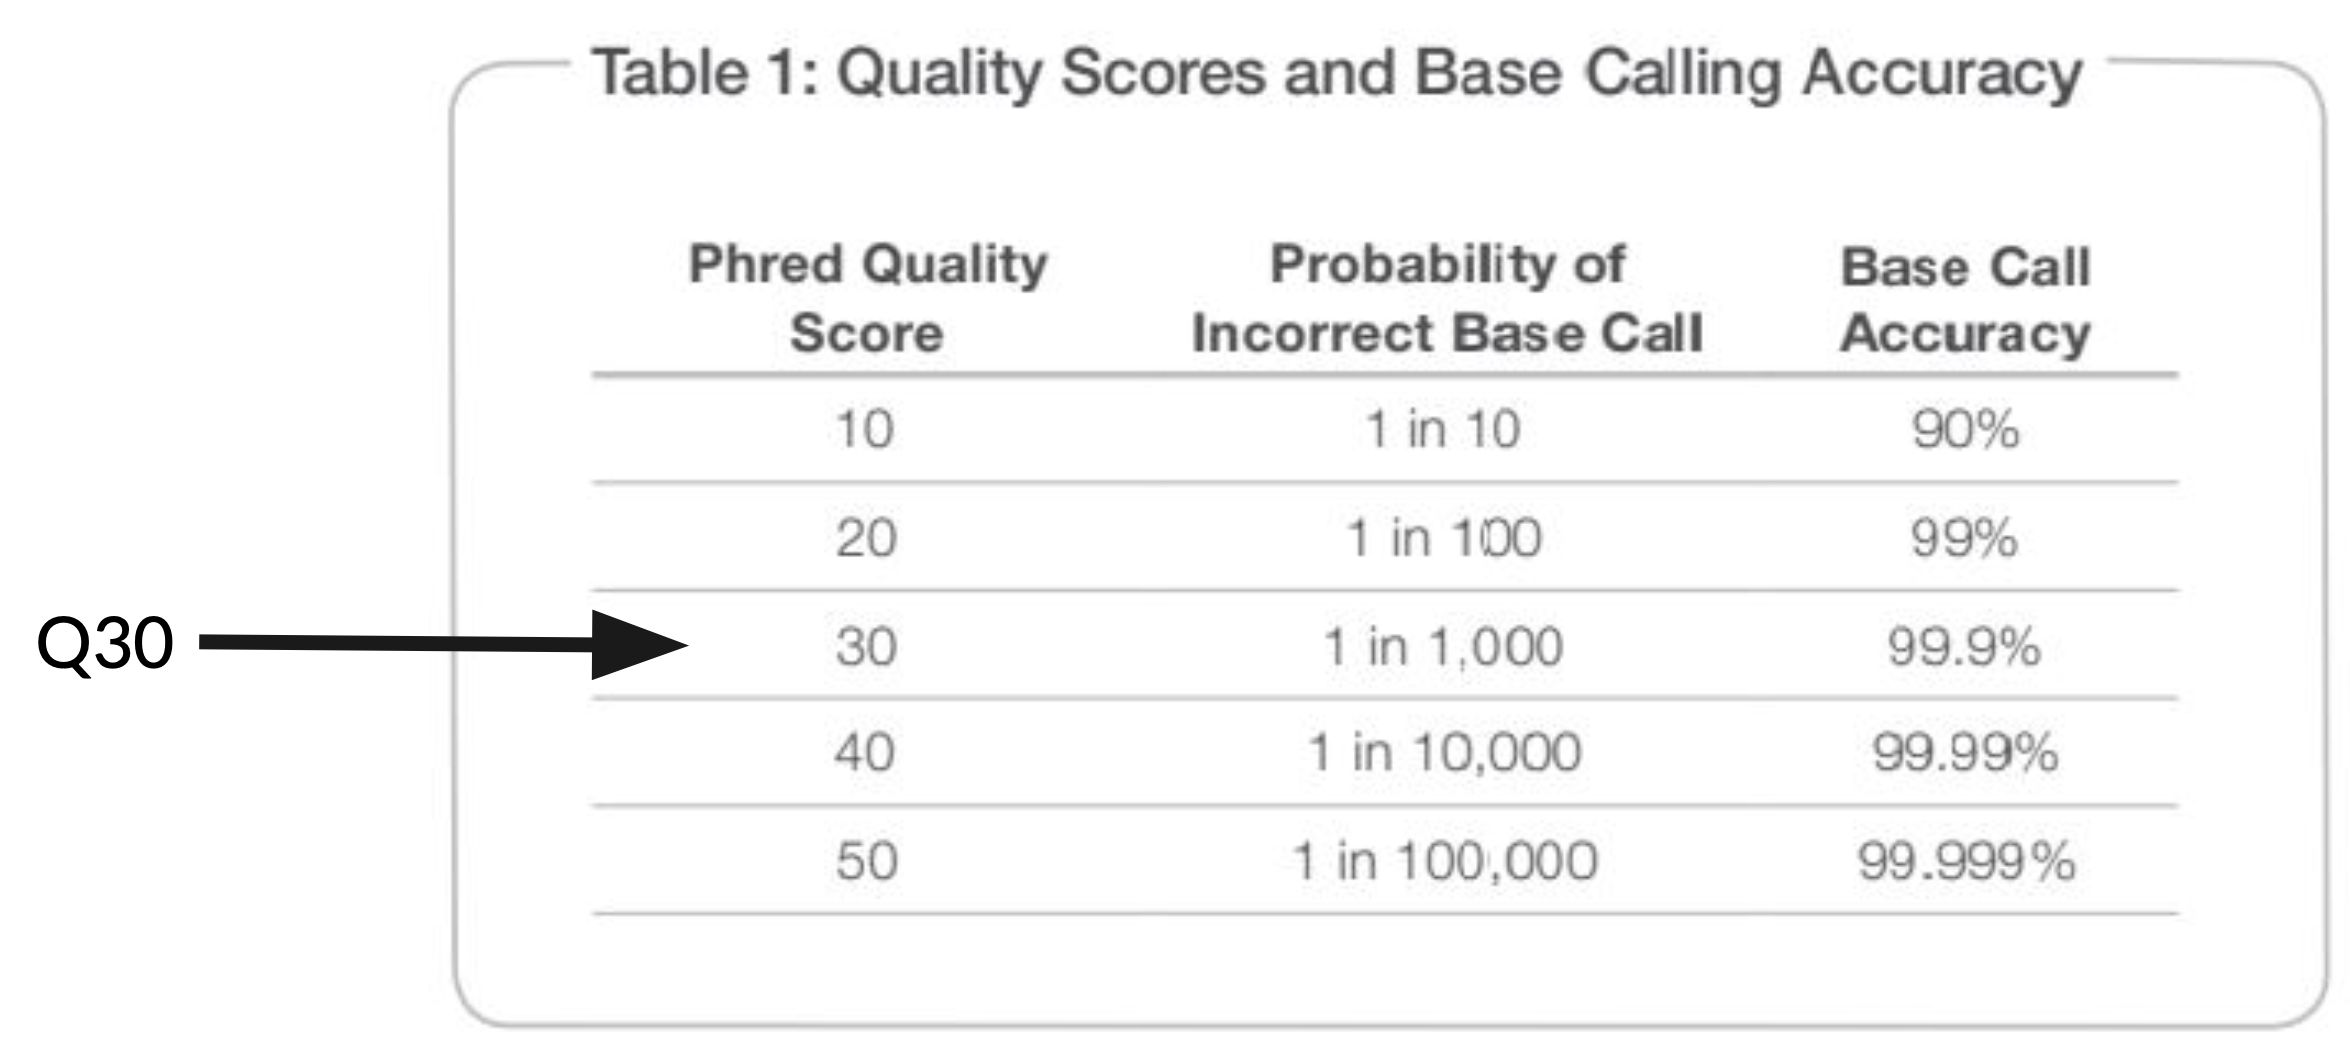 Table 1: Quality Scores and Base Calling Accuracy
Phred Quality Score
Probability of Incorrect Base Call
Base Call Accuracy
10 1 in 10 90%
20 1 in 100 99%
Q30 30 1 in 1,000 99.9%
40 1 in 10,000 99.99%
50 1 in 100,000 99.999%